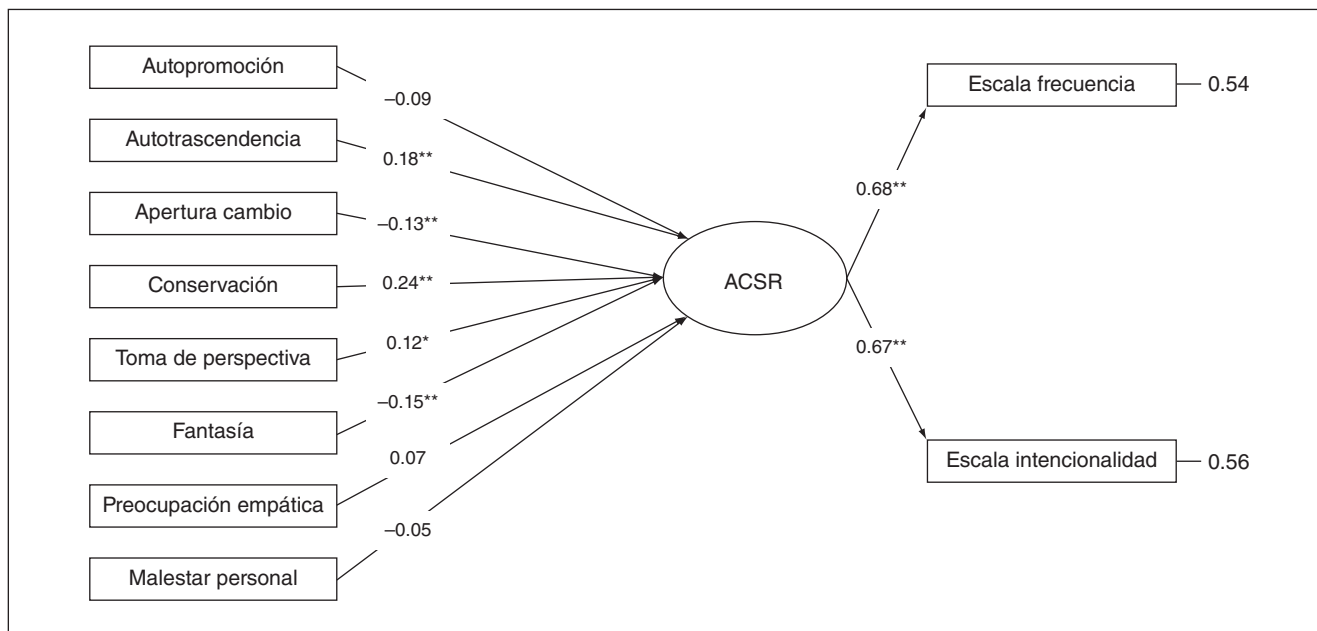 Autopromoción
–0.09
Autotrascendencia
0.18**
Apertura cambio
–0.13**
Conservación
0.24**
Toma de perspectiva
0.12*
Fantasía
–0.15**
Preocupación empática
0.07
Malestar personal
–0.05
ACSR
Escala frecuencia
0.54
0.68**
0.67**
Escala intencionalidad
0.56